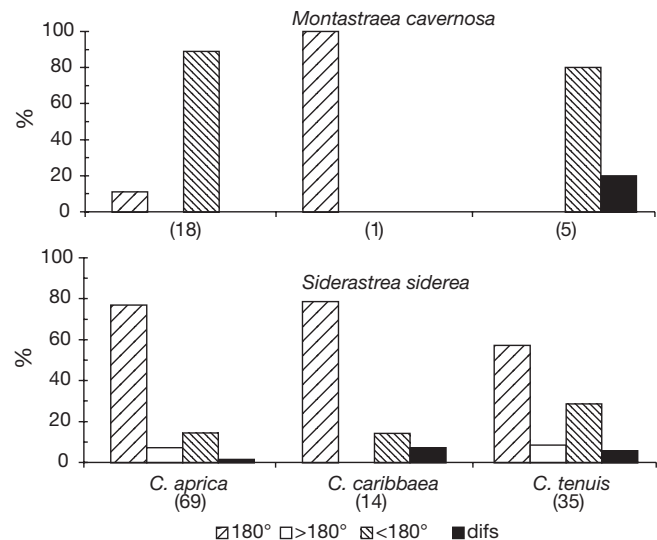 Montastraea cavernosa
100
80
60
40
20
0
%
(18) (1) (5)
Siderastrea siderea
100
80
60
40
20
0
%
C. aprica C. caribbaea C. tenuis
(69) (14) (35)
180° >180° <180° difs